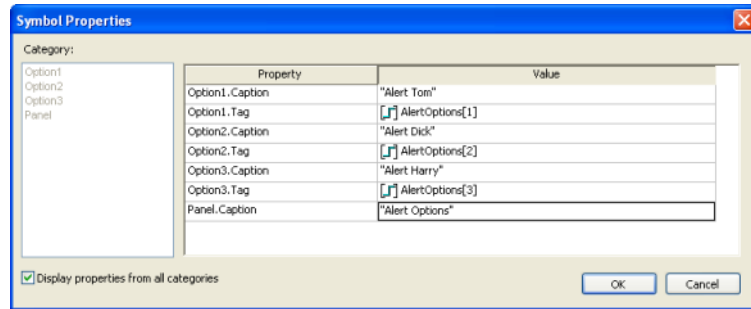 Symbol Properties
Category:
Option1
Option2
Option3
Panel
Property Value
Option1.Caption "Alert Tom"
Option1.Tag AlertOptions[1]
Option2.Caption "Alert Dick"
Option2.Tag AlertOptions[2]
Option3.Caption "Alert Harry"
Option3.Tag AlertOptions[3]
Panel.Caption "Alert Options"
Display properties from all categories
OK Cancel